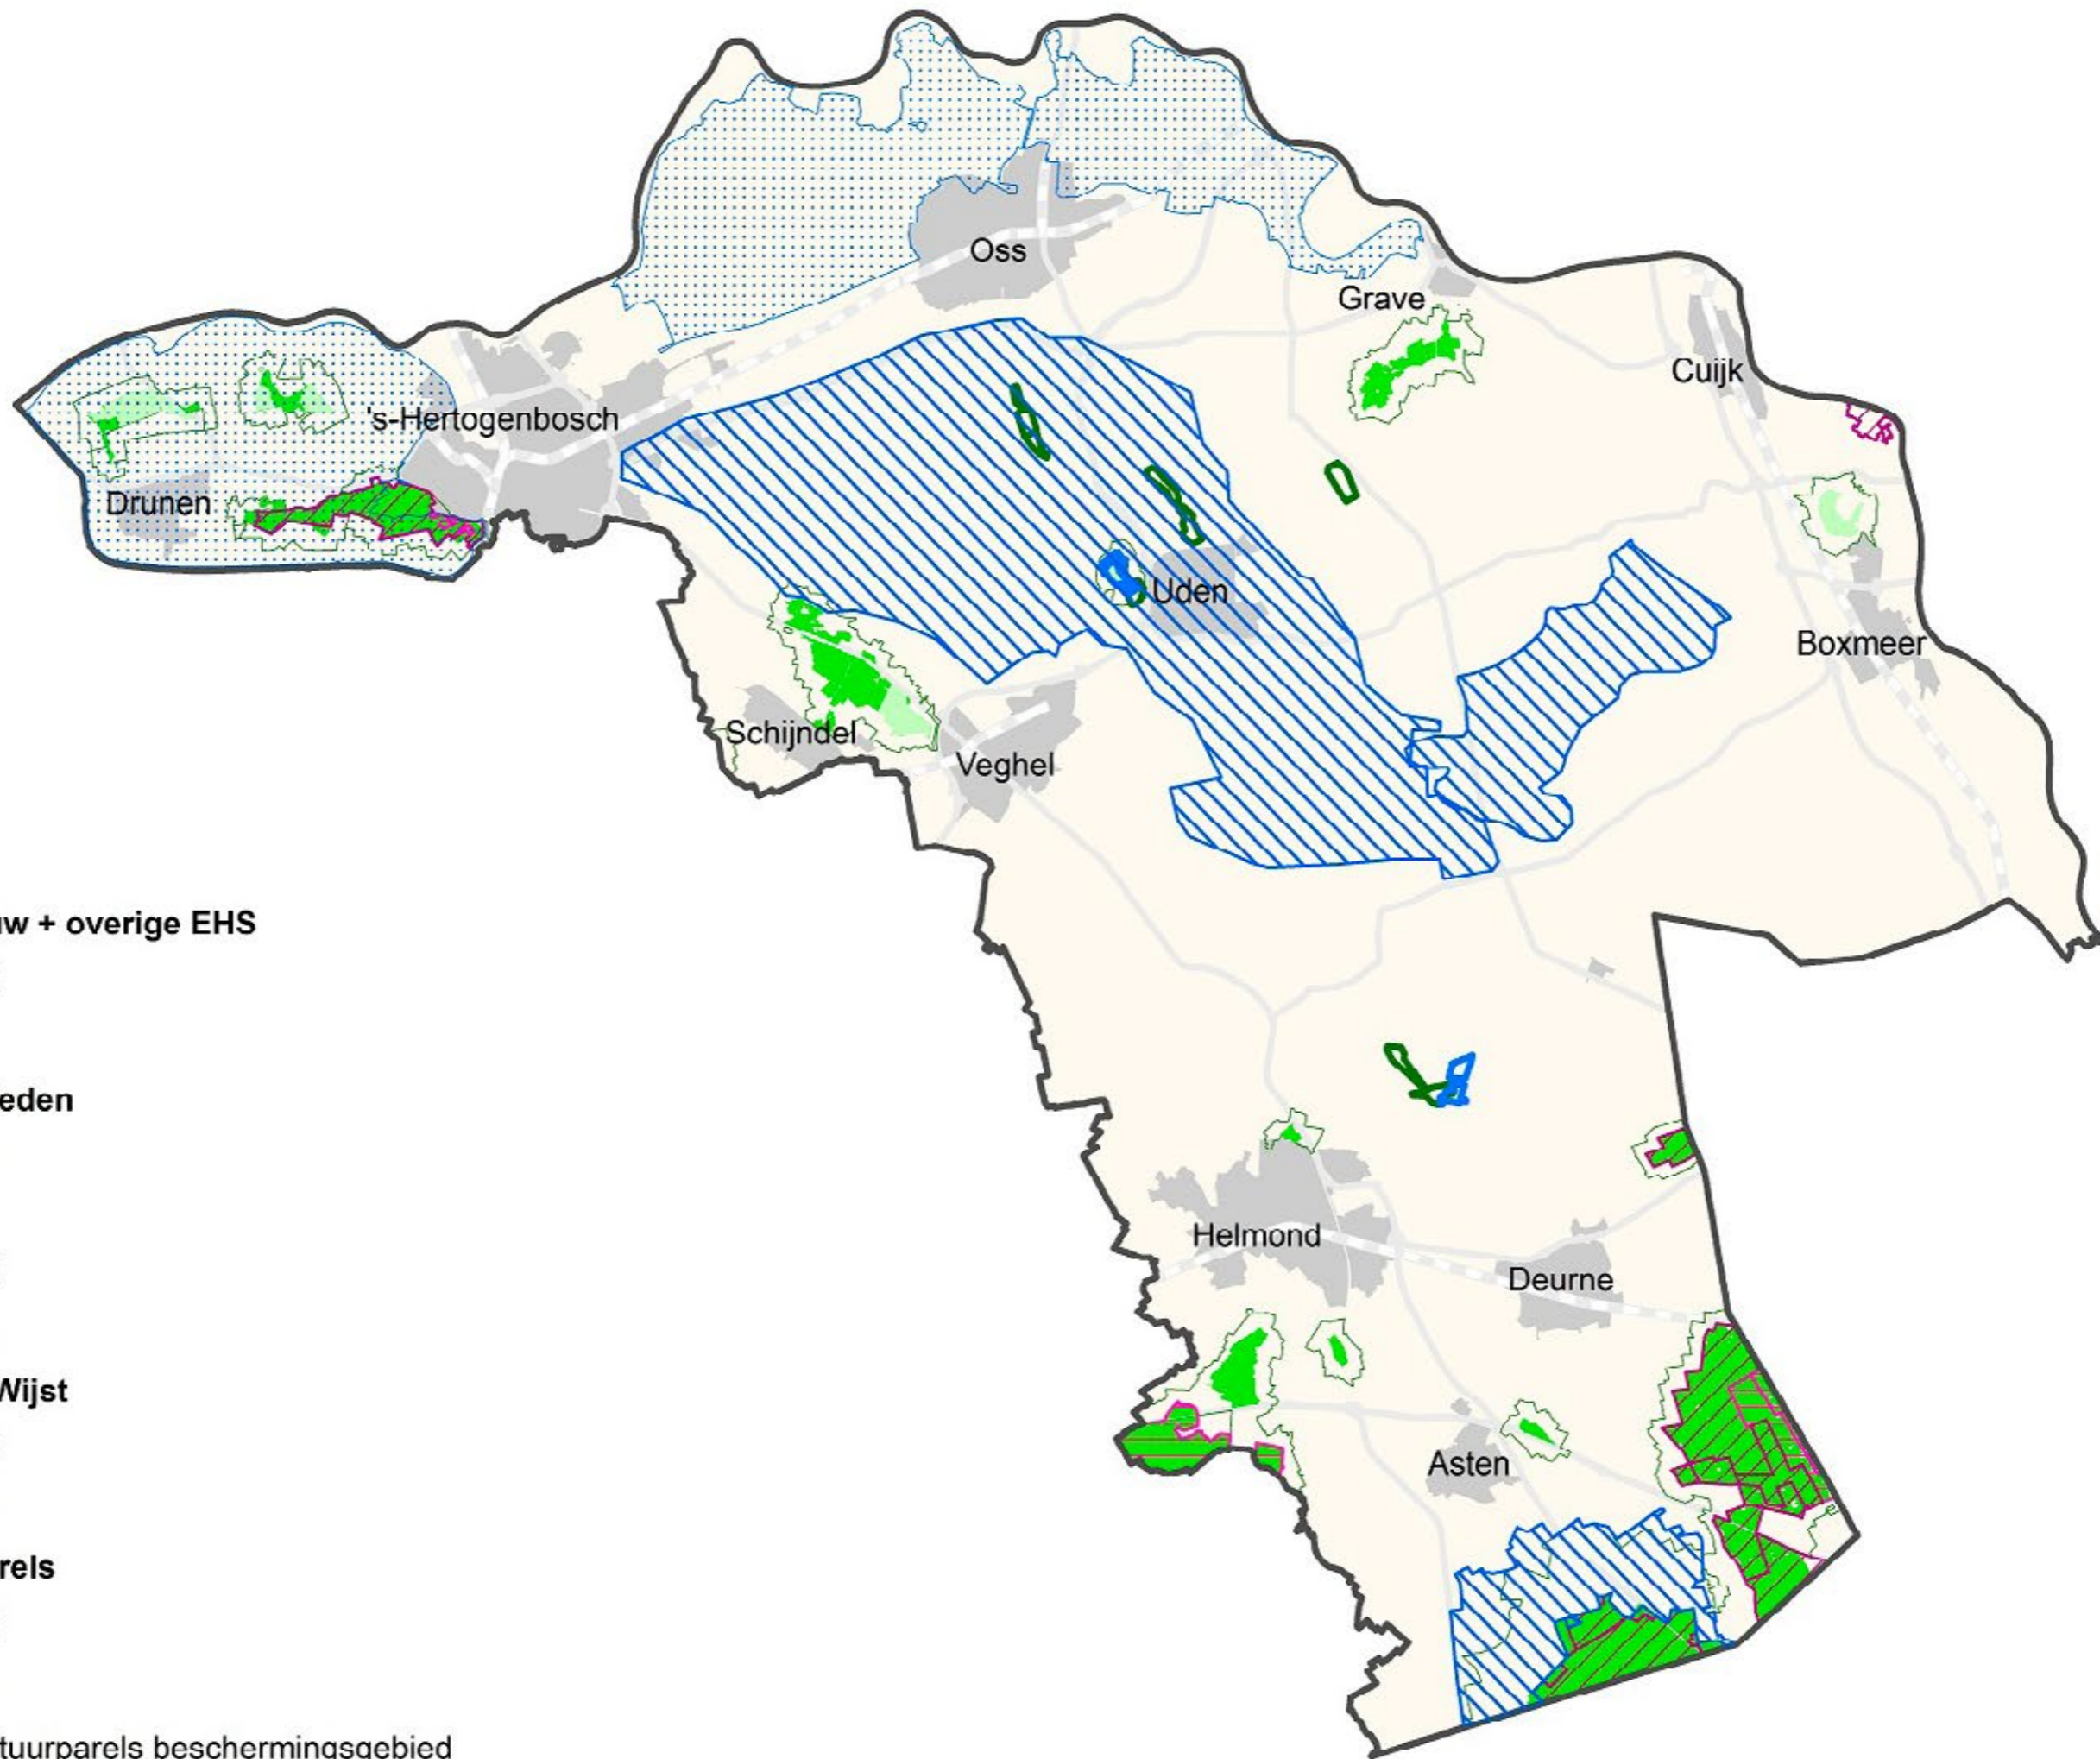 Oss
Grave
Cuijk
's-Hertogenbosch
Drunen
Uden
Boxmeer
Schijndel
Veghel
w + overige EHS
eden
Helmond
Deurne
Wijst
Asten
rels
tuurparels beschermingsgebied